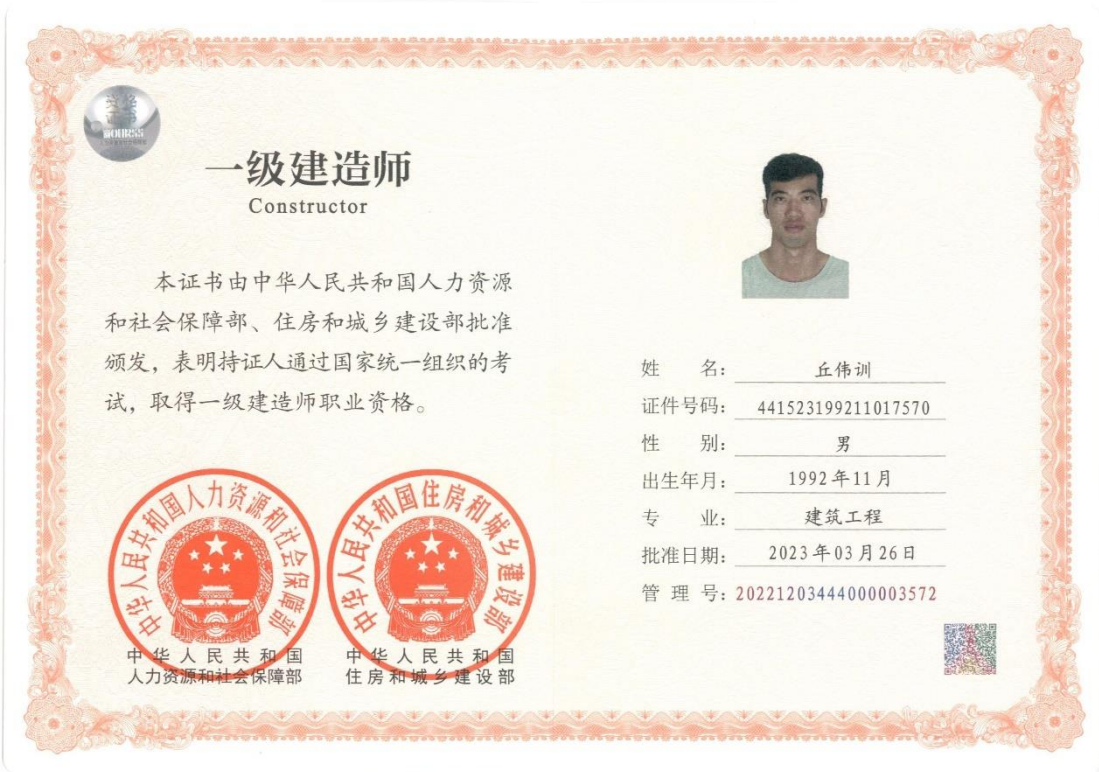 一级建造师
Constructor
本证书由中华人民共和国人力资源
和社会保障部、住房和城乡建设部批准
颁发，表明持证人通过国家统一组织的考
试，取得一级建造师职业资格。
中华人民共和国人力资源和社会保障部
中华人民共和国住房和城乡建设部
中华人民共和国
人力资源和社会保障部
中华人民共和国
住房和城乡建设部
姓 名：丘伟训
证件号码：441523199211017570
性 别：男
出生年月：1992年11月
专 业：建筑工程
批准日期：2023年03月26日
管 理 号：20221203444000003572